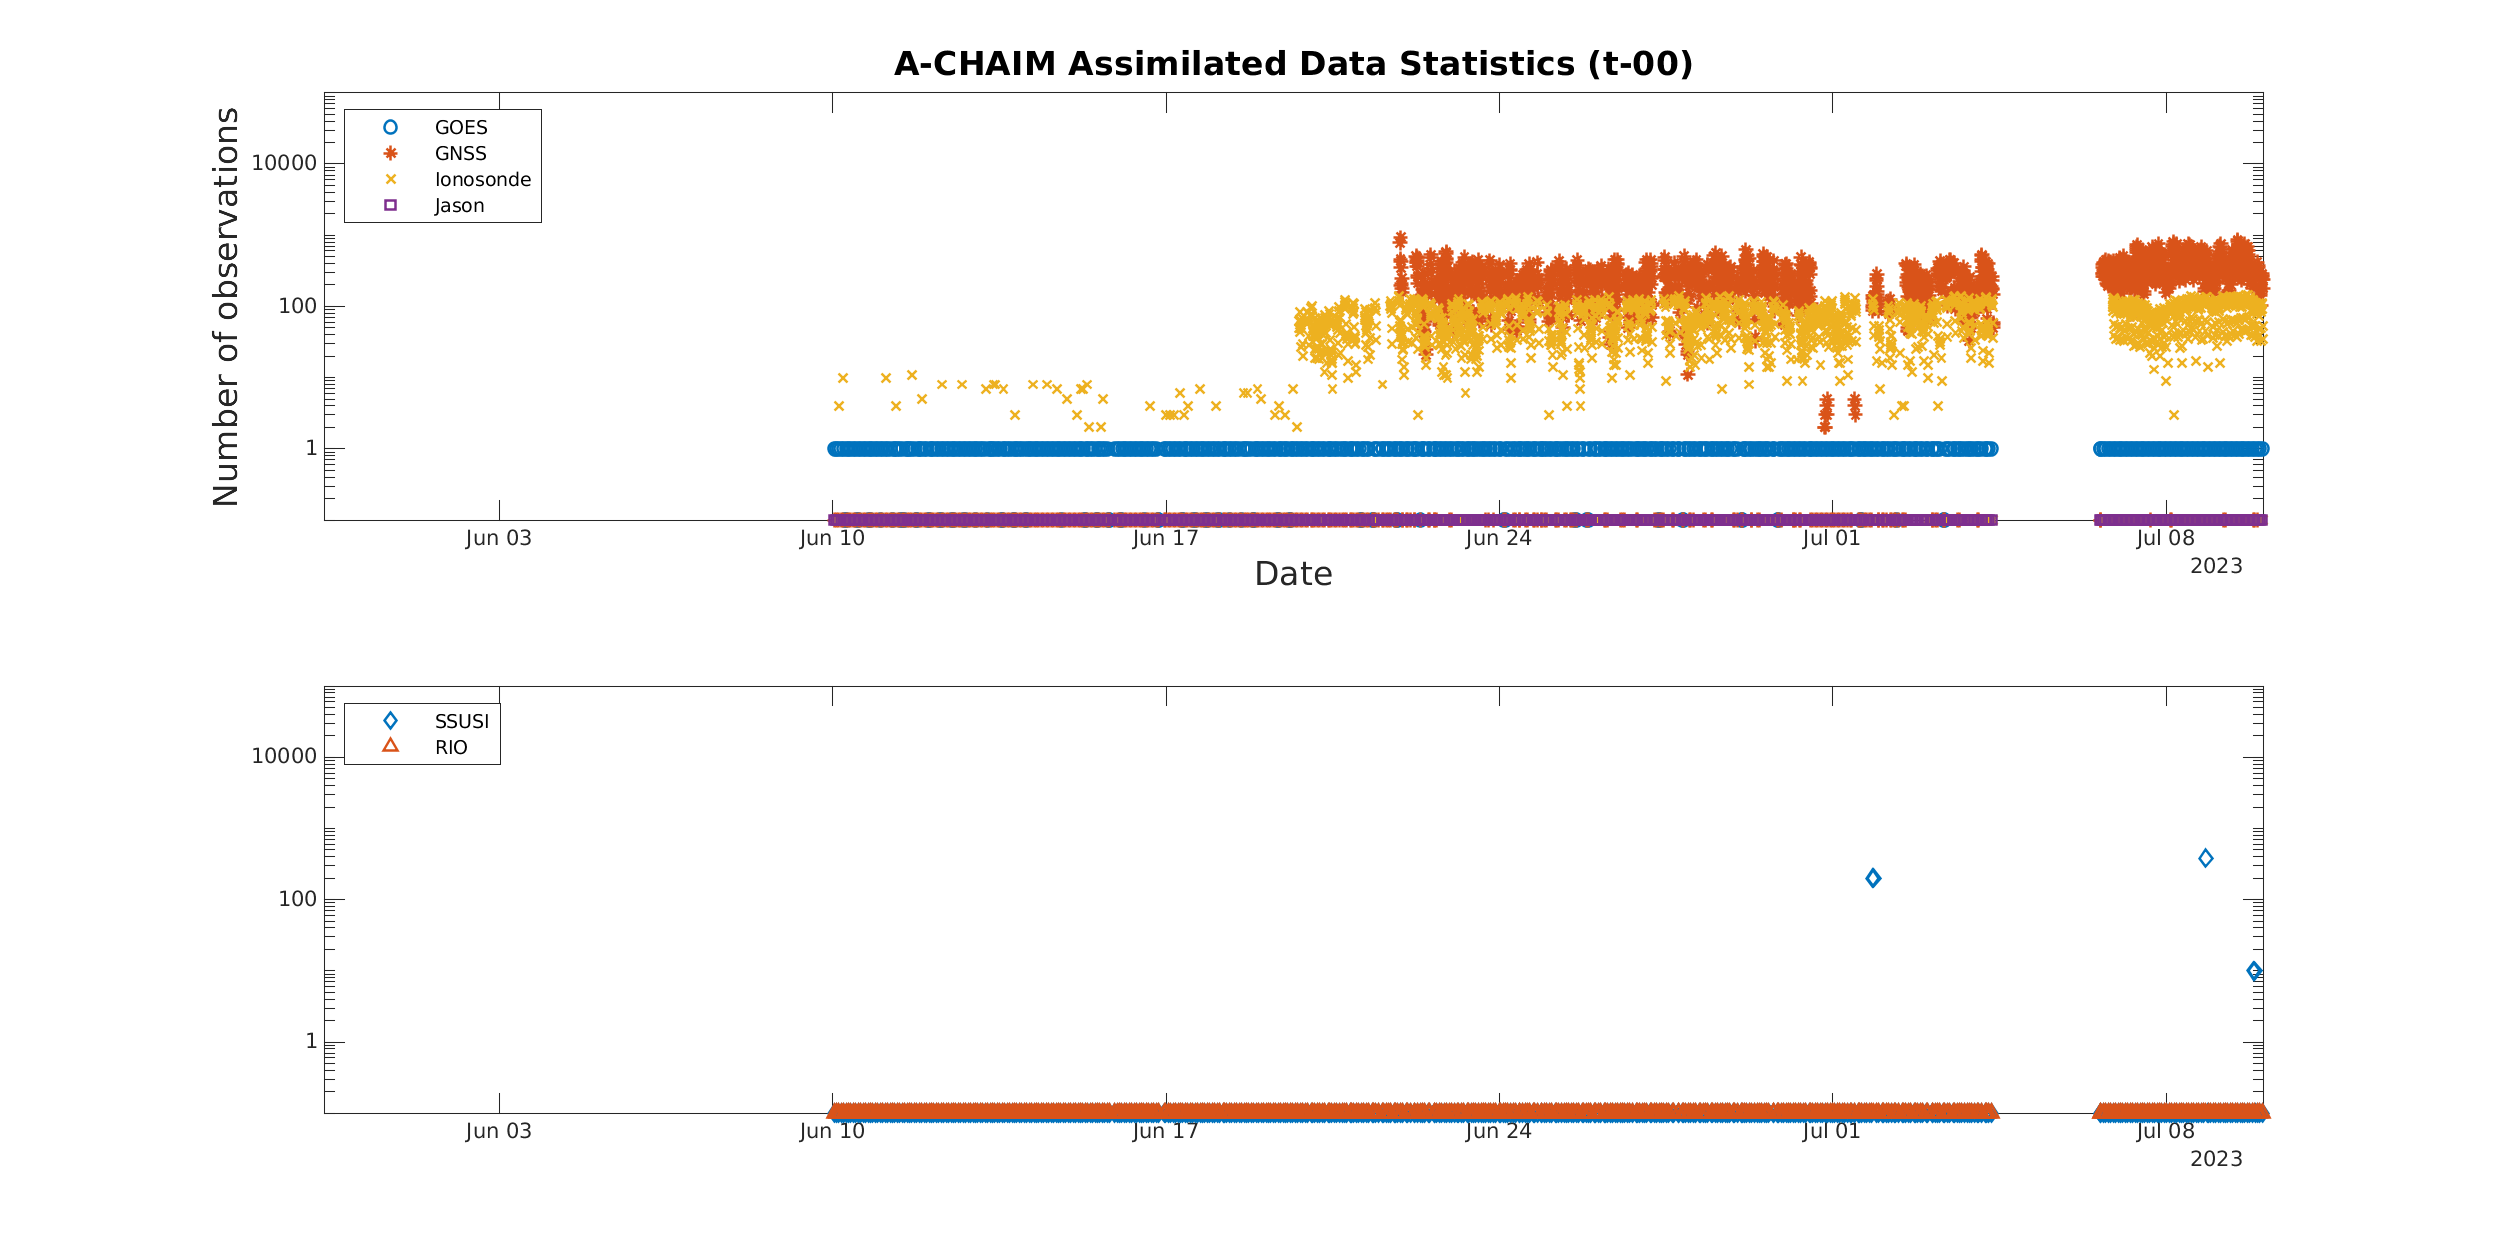 A-CHAIM Assimilated Data Statistics (t-00)
Number of observations
10000
100
1
GOES
GNSS
Ionosonde
Jason
Jun 03 Jun 10 Jun 17 Jun 24 Jul 01 Jul 08
2023
Date
10000
100
1
SSUSI
RIO
Jun 03 Jun 10 Jun 17 Jun 24 Jul 01 Jul 08
2023